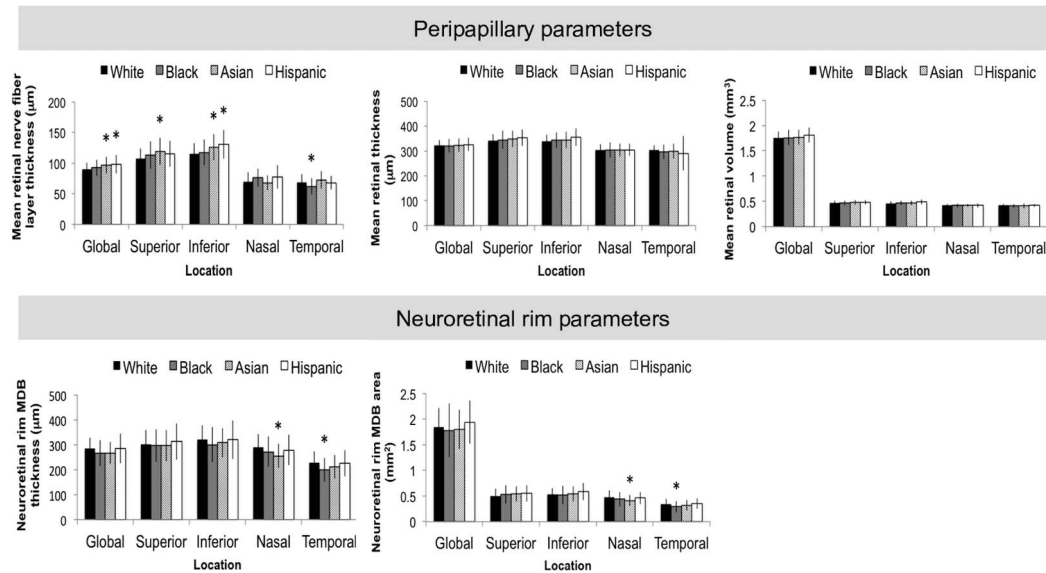 Peripapillary parameters
White Black Asian Hispanic
Mean retinal nerve fiber
layer thickness (μm)
200
150
100
50
0
* * * * * *
Global Superior Inferior Nasal Temporal
Location
White Black Asian Hispanic
Mean retinal thickness
(μm)
500
400
300
200
100
0
Global Superior Inferior Nasal Temporal
Location
White Black Asian Hispanic
Mean retinal volume (mm³)
2.5
2
1.5
1
0.5
0
Global Superior Inferior Nasal Temporal
Location
Neuroretinal rim parameters
White Black Asian Hispanic
Neuroretinal rim MDB
thickness (μm)
500
400
300
200
100
0
* *
Global Superior Inferior Nasal Temporal
Location
White Black Asian Hispanic
Neuroretinal rim MDB area
(mm²)
2.5
2
1.5
1
0.5
0
* *
Global Superior Inferior Nasal Temporal
Location